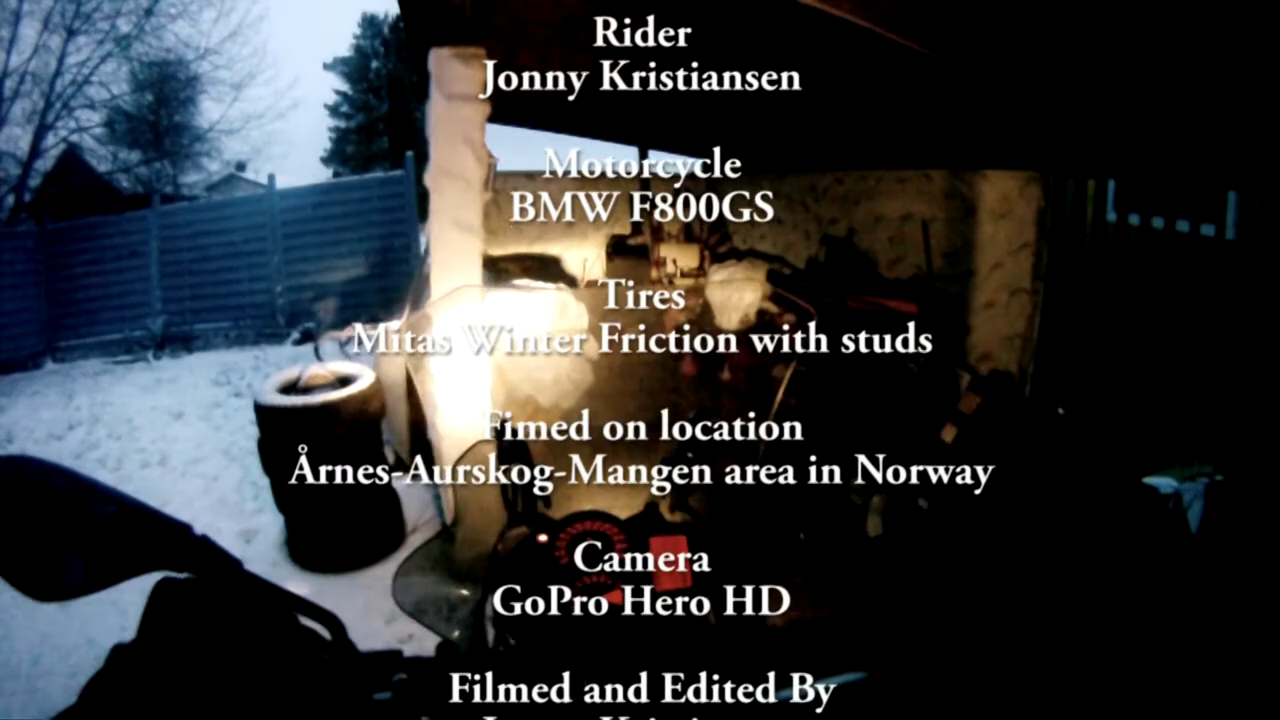 Rider
Jonny Kristiansen
Motorcycle
BMW F800GS
Tires
Mitas Winter Friction with studs
Fimed on location
Årnes-Aurskog-Mangen area in Norway
Camera
GoPro Hero HD
Filmed and Edited By